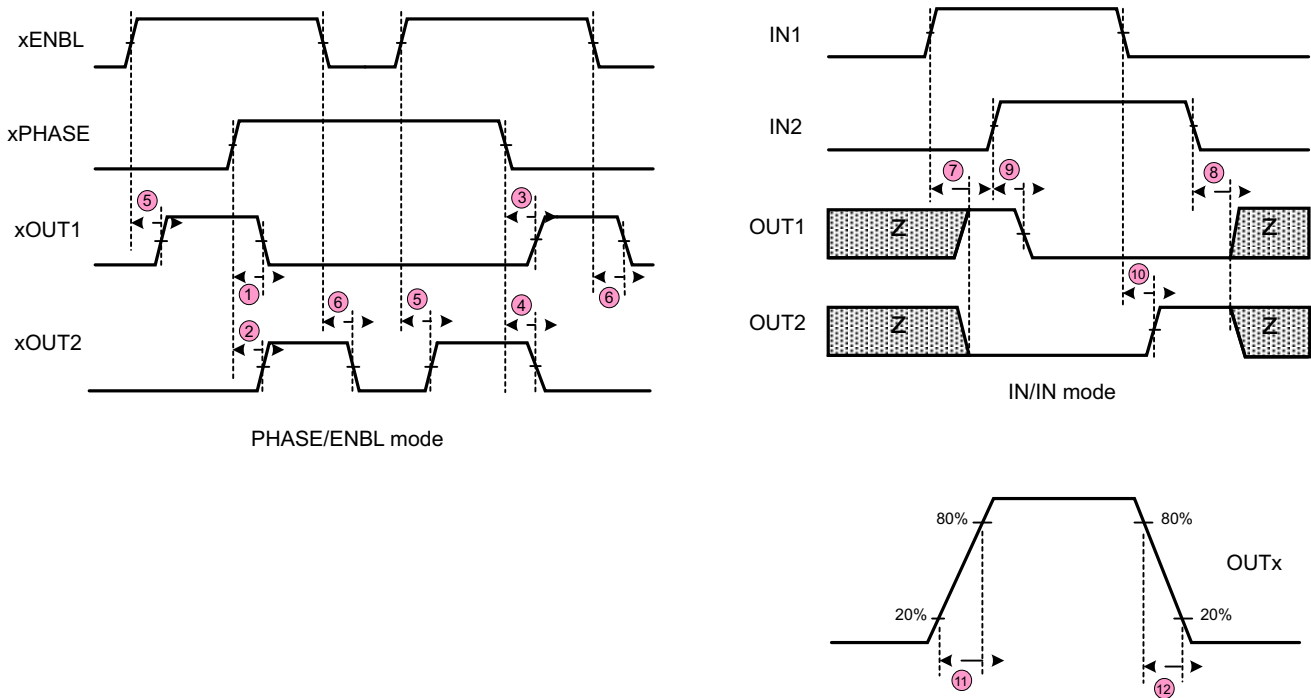 xENBL
xPHASE
5
3
xOUT1
1
6
6
5
4
2
xOUT2
PHASE/ENBL mode
IN1
IN2
7
9
8
OUT1
Z
Z
10
OUT2
Z
Z
IN/IN mode
80%
80%
OUTx
20%
20%
11
12